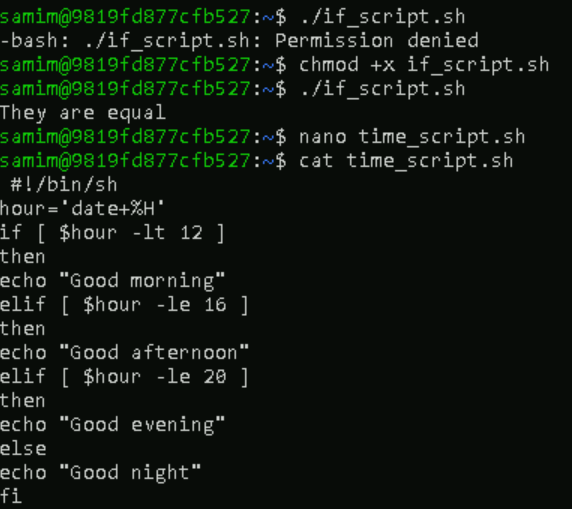 samim@9819fd877cfb527:~$ ./if_script.sh
-bash: ./if_script.sh: Permission denied
samim@9819fd877cfb527:~$ chmod +x if_script.sh
samim@9819fd877cfb527:~$ ./if_script.sh
They are equal
samim@9819fd877cfb527:~$ nano time_script.sh
samim@9819fd877cfb527:~$ cat time_script.sh
 #!/bin/sh
hour='date+%H'
if [ $hour -lt 12 ]
then
echo "Good morning"
elif [ $hour -le 16 ]
then
echo "Good afternoon"
elif [ $hour -le 20 ]
then
echo "Good evening"
else
echo "Good night"
fi